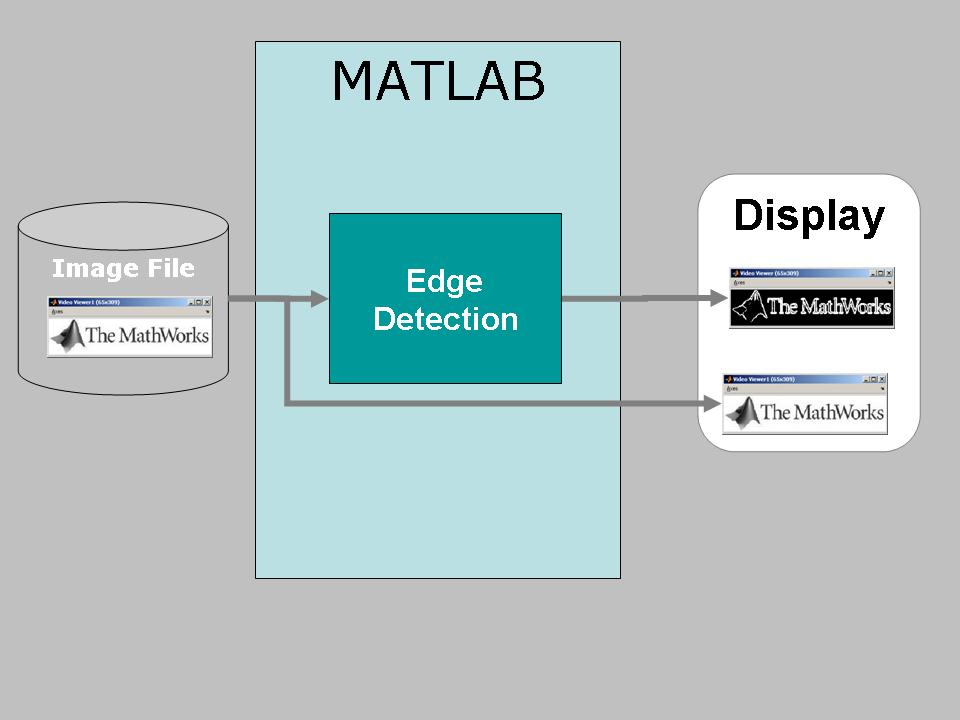 MATLAB
Image File
Video Viewer1 (65x309)
Axes
The MathWorks
Edge
Detection
Display
Video Viewer (65x309)
Axes
The MathWorks
Video Viewer1 (65x309)
Axes
The MathWorks